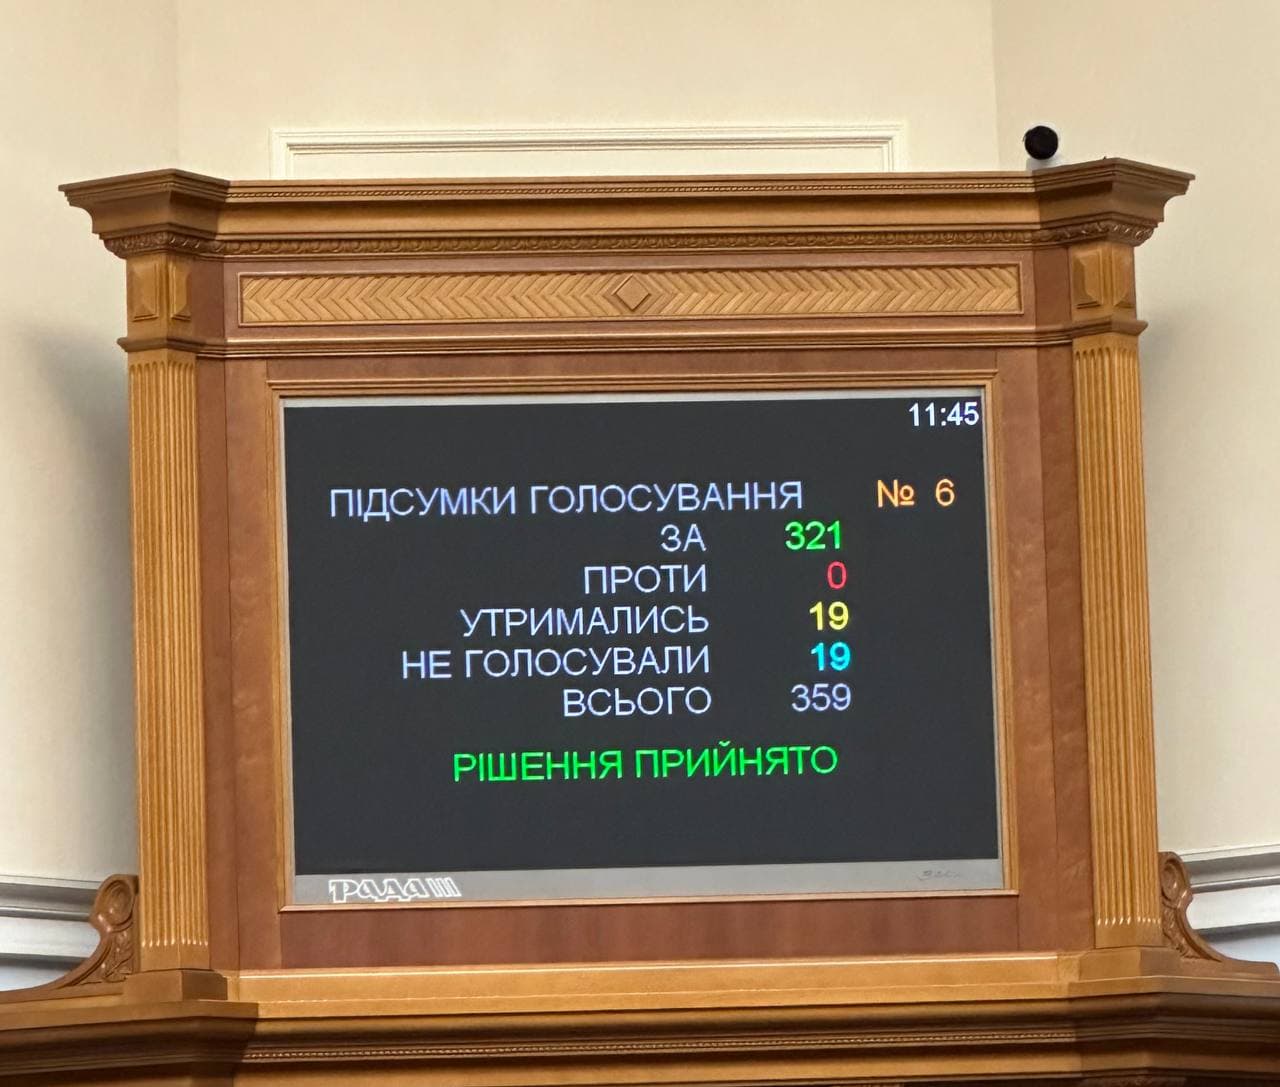 11:45
ПІДСУМКИ ГОЛОСУВАННЯ № 6
ЗА 321
ПРОТИ 0
УТРИМАЛИСЬ 19
НЕ ГОЛОСУВАЛИ 19
ВСЬОГО 359
РІШЕННЯ ПРИЙНЯТО
РАДА III